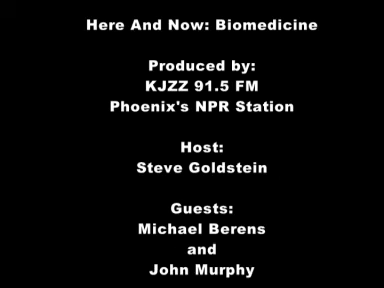 Here And Now: Biomedicine
Produced by:
KJZZ 91.5 FM
Phoenix's NPR Station
Host:
Steve Goldstein
Guests:
Michael Berens
and
John Murphy